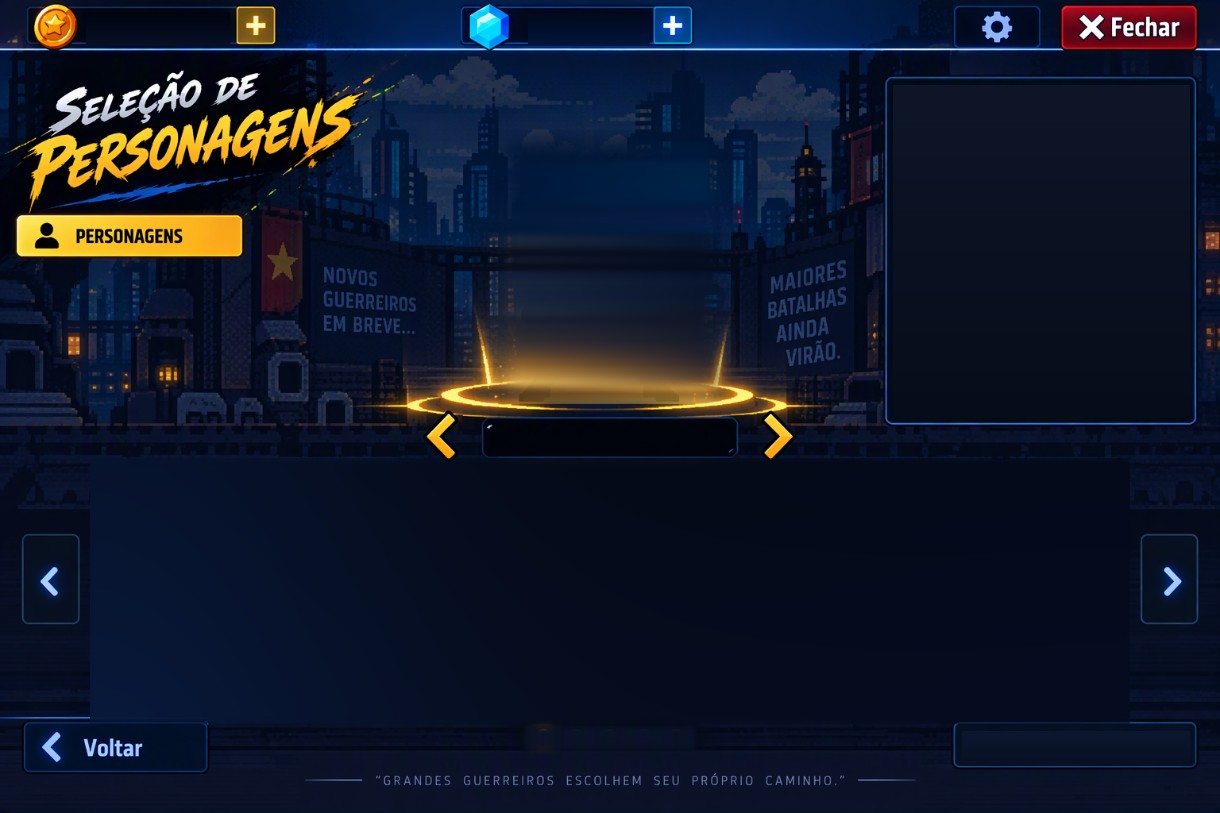 Fechar
SELEÇÃO DE
PERSONAGENS
PERSONAGENS
NOVOS
GUERREIROS
EM BREVE...
MAIORES
BATALHAS
AINDA
VIRÃO.
Voltar
"GRANDES GUERREIROS ESCOLHEM SEU PRÓPRIO CAMINHO."